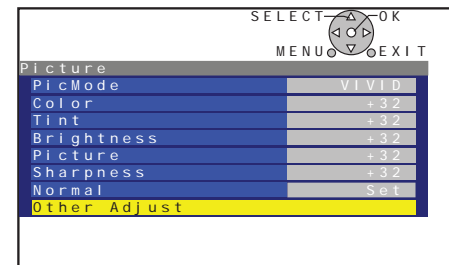 SELECT OK
MENU EXIT
Picture
PicMode VIVID
Color +32
Tint +32
Brightness +32
Picture +32
Sharpness +32
Normal Set
Other Adjust